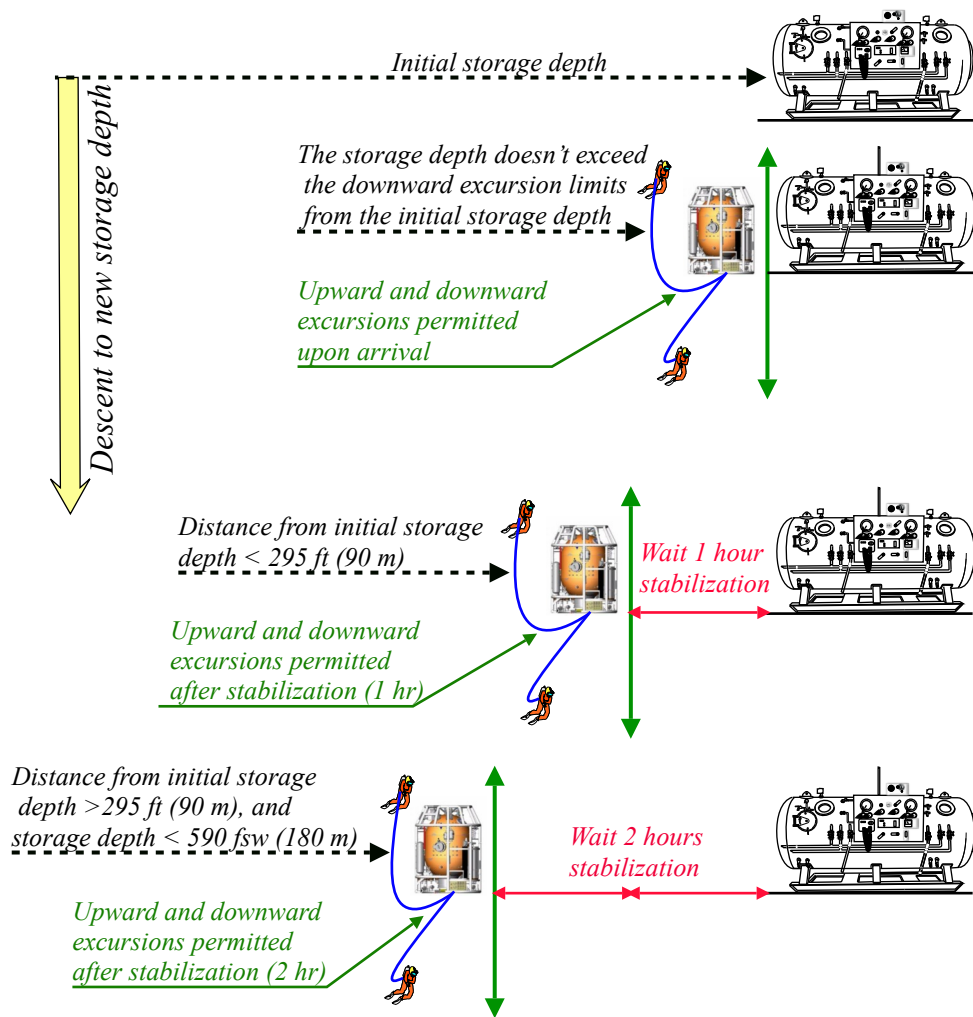 Initial storage depth
Descent to new storage depth
The storage depth doesn't exceed
the downward excursion limits
from the initial storage depth
Upward and downward
excursions permitted
upon arrival
Distance from initial storage
depth < 295 ft (90 m)
Wait 1 hour
stabilization
Upward and downward
excursions permitted
after stabilization (1 hr)
Distance from initial storage
depth >295 ft (90 m), and
storage depth < 590 fsw (180 m)
Wait 2 hours
stabilization
Upward and downward
excursions permitted
after stabilization (2 hr)